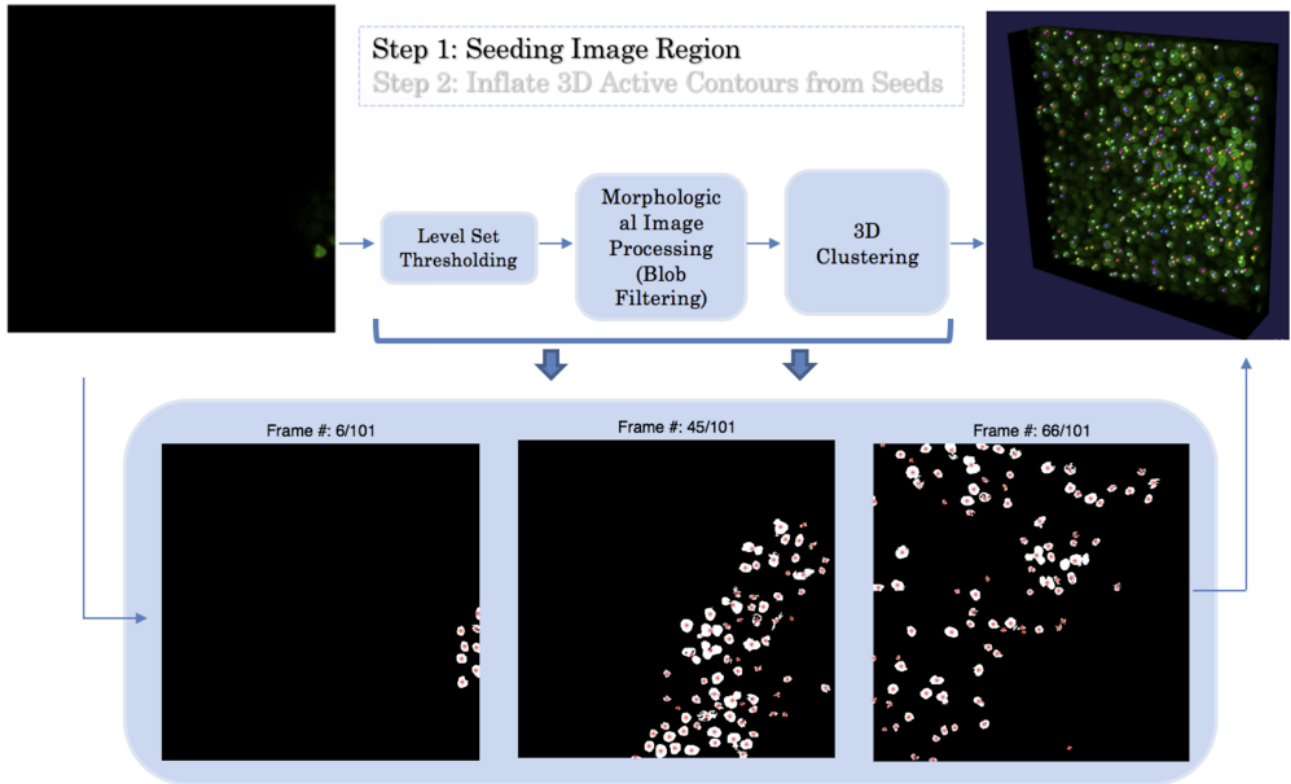 Step 1: Seeding Image Region
Step 2: Inflate 3D Active Contours from Seeds
Level Set
Thresholding
Morphologic
al Image
Processing
(Blob
Filtering)
3D
Clustering
Frame #: 6/101
Frame #: 45/101
Frame #: 66/101